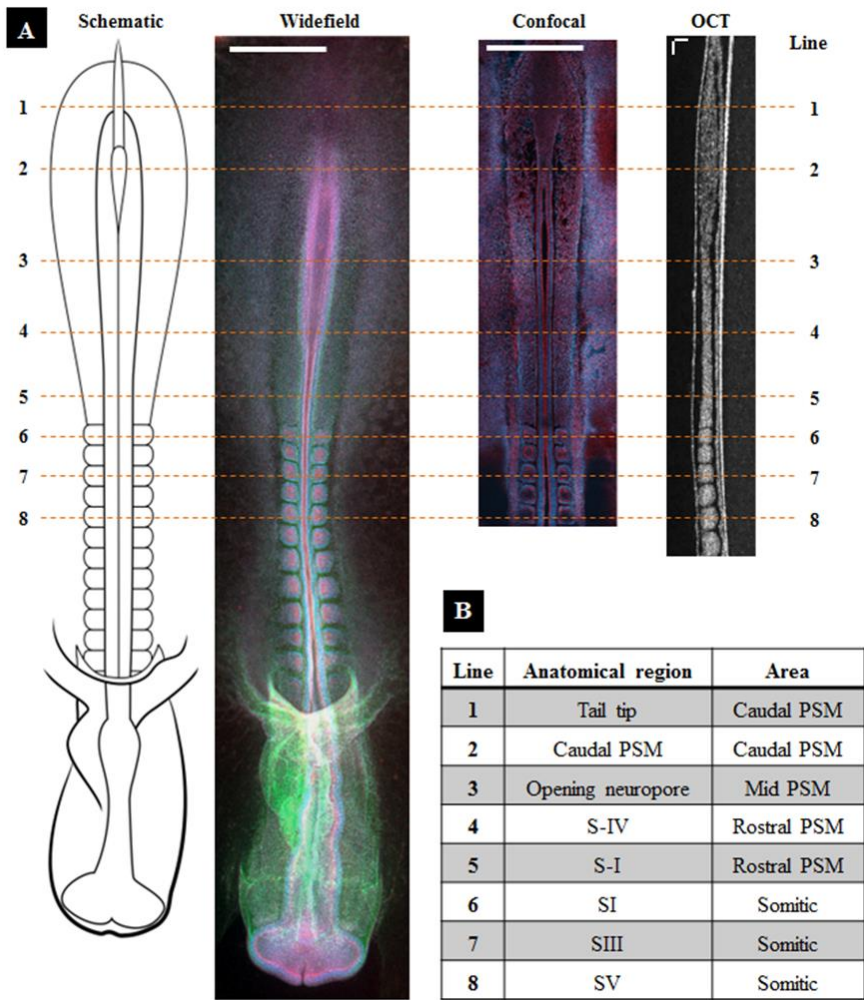 A
Schematic Widefield Confocal OCT
Line
1 1
2 2
3 3
4 4
5 5
6 6
7 7
8 8
B
Line Anatomical region Area
1 Tail tip Caudal PSM
2 Caudal PSM Caudal PSM
3 Opening neuropore Mid PSM
4 S-IV Rostral PSM
5 S-I Rostral PSM
6 SI Somitic
7 SIII Somitic
8 SV Somitic